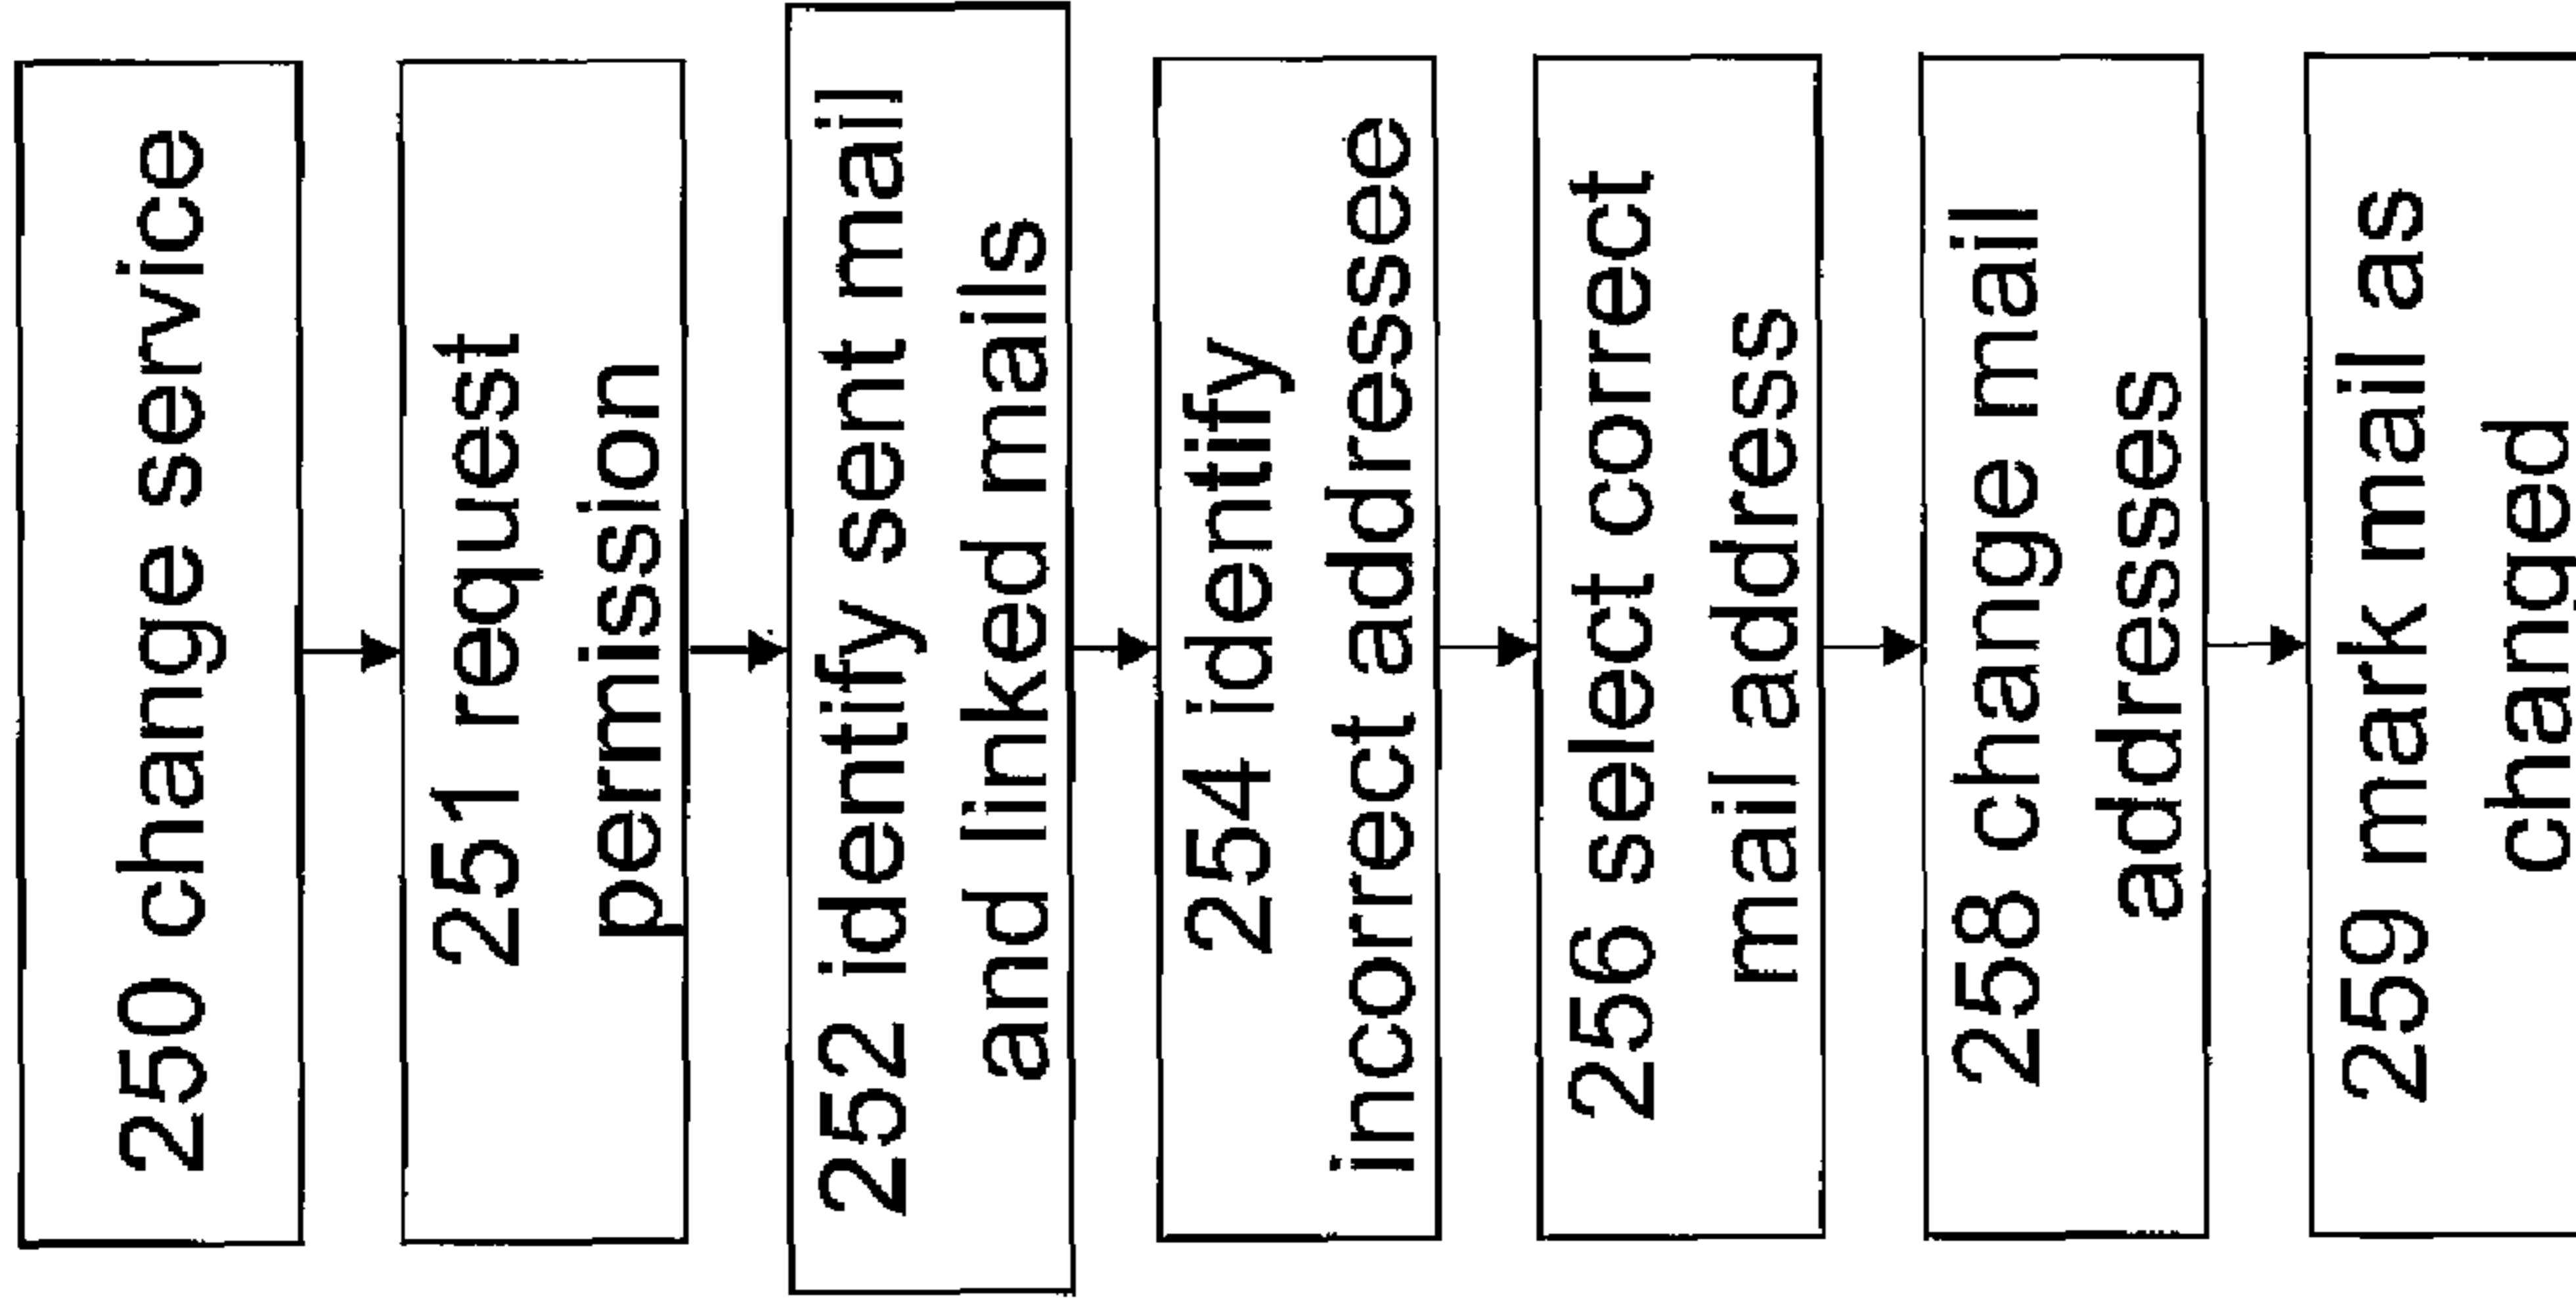 250 change service
251 request
permission
252 identify sent mail
and linked mails
254 identify
incorrect addressee
256 select correct
mail address
258 change mail
addresses
259 mark mail as
changed